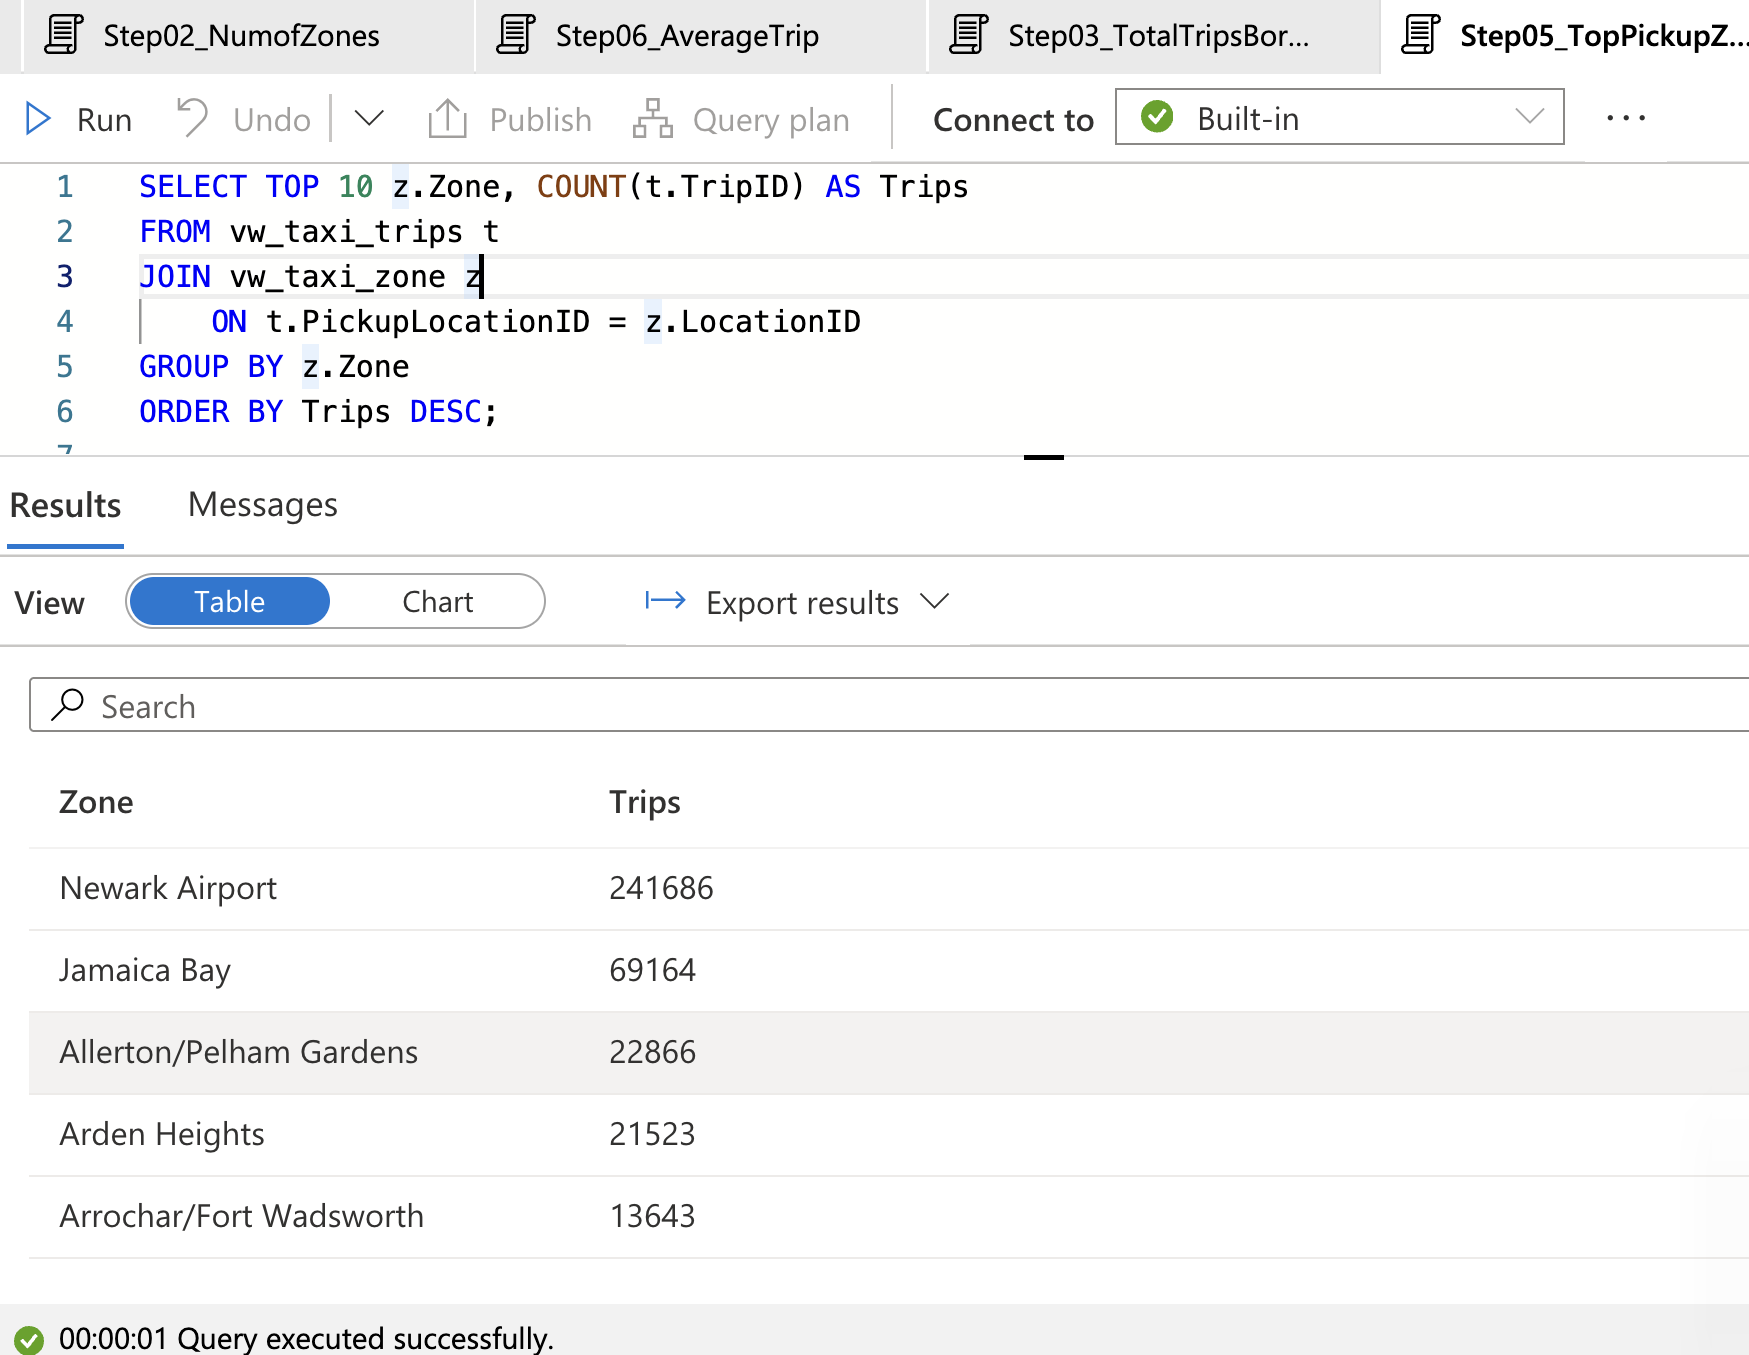 Step02_NumofZones Step06_AverageTrip Step03_TotalTripsBor... Step05_TopPickupZ...
Run Undo Publish Query plan Connect to Built-in ...
1 SELECT TOP 10 z.Zone, COUNT(t.TripID) AS Trips
2 FROM vw_taxi_trips t
3 JOIN vw_taxi_zone z
4 ON t.PickupLocationID = z.LocationID
5 GROUP BY z.Zone
6 ORDER BY Trips DESC;
7
Results Messages
View Table Chart Export results
Search
Zone Trips
Newark Airport 241686
Jamaica Bay 69164
Allerton/Pelham Gardens 22866
Arden Heights 21523
Arrochar/Fort Wadsworth 13643
00:00:01 Query executed successfully.